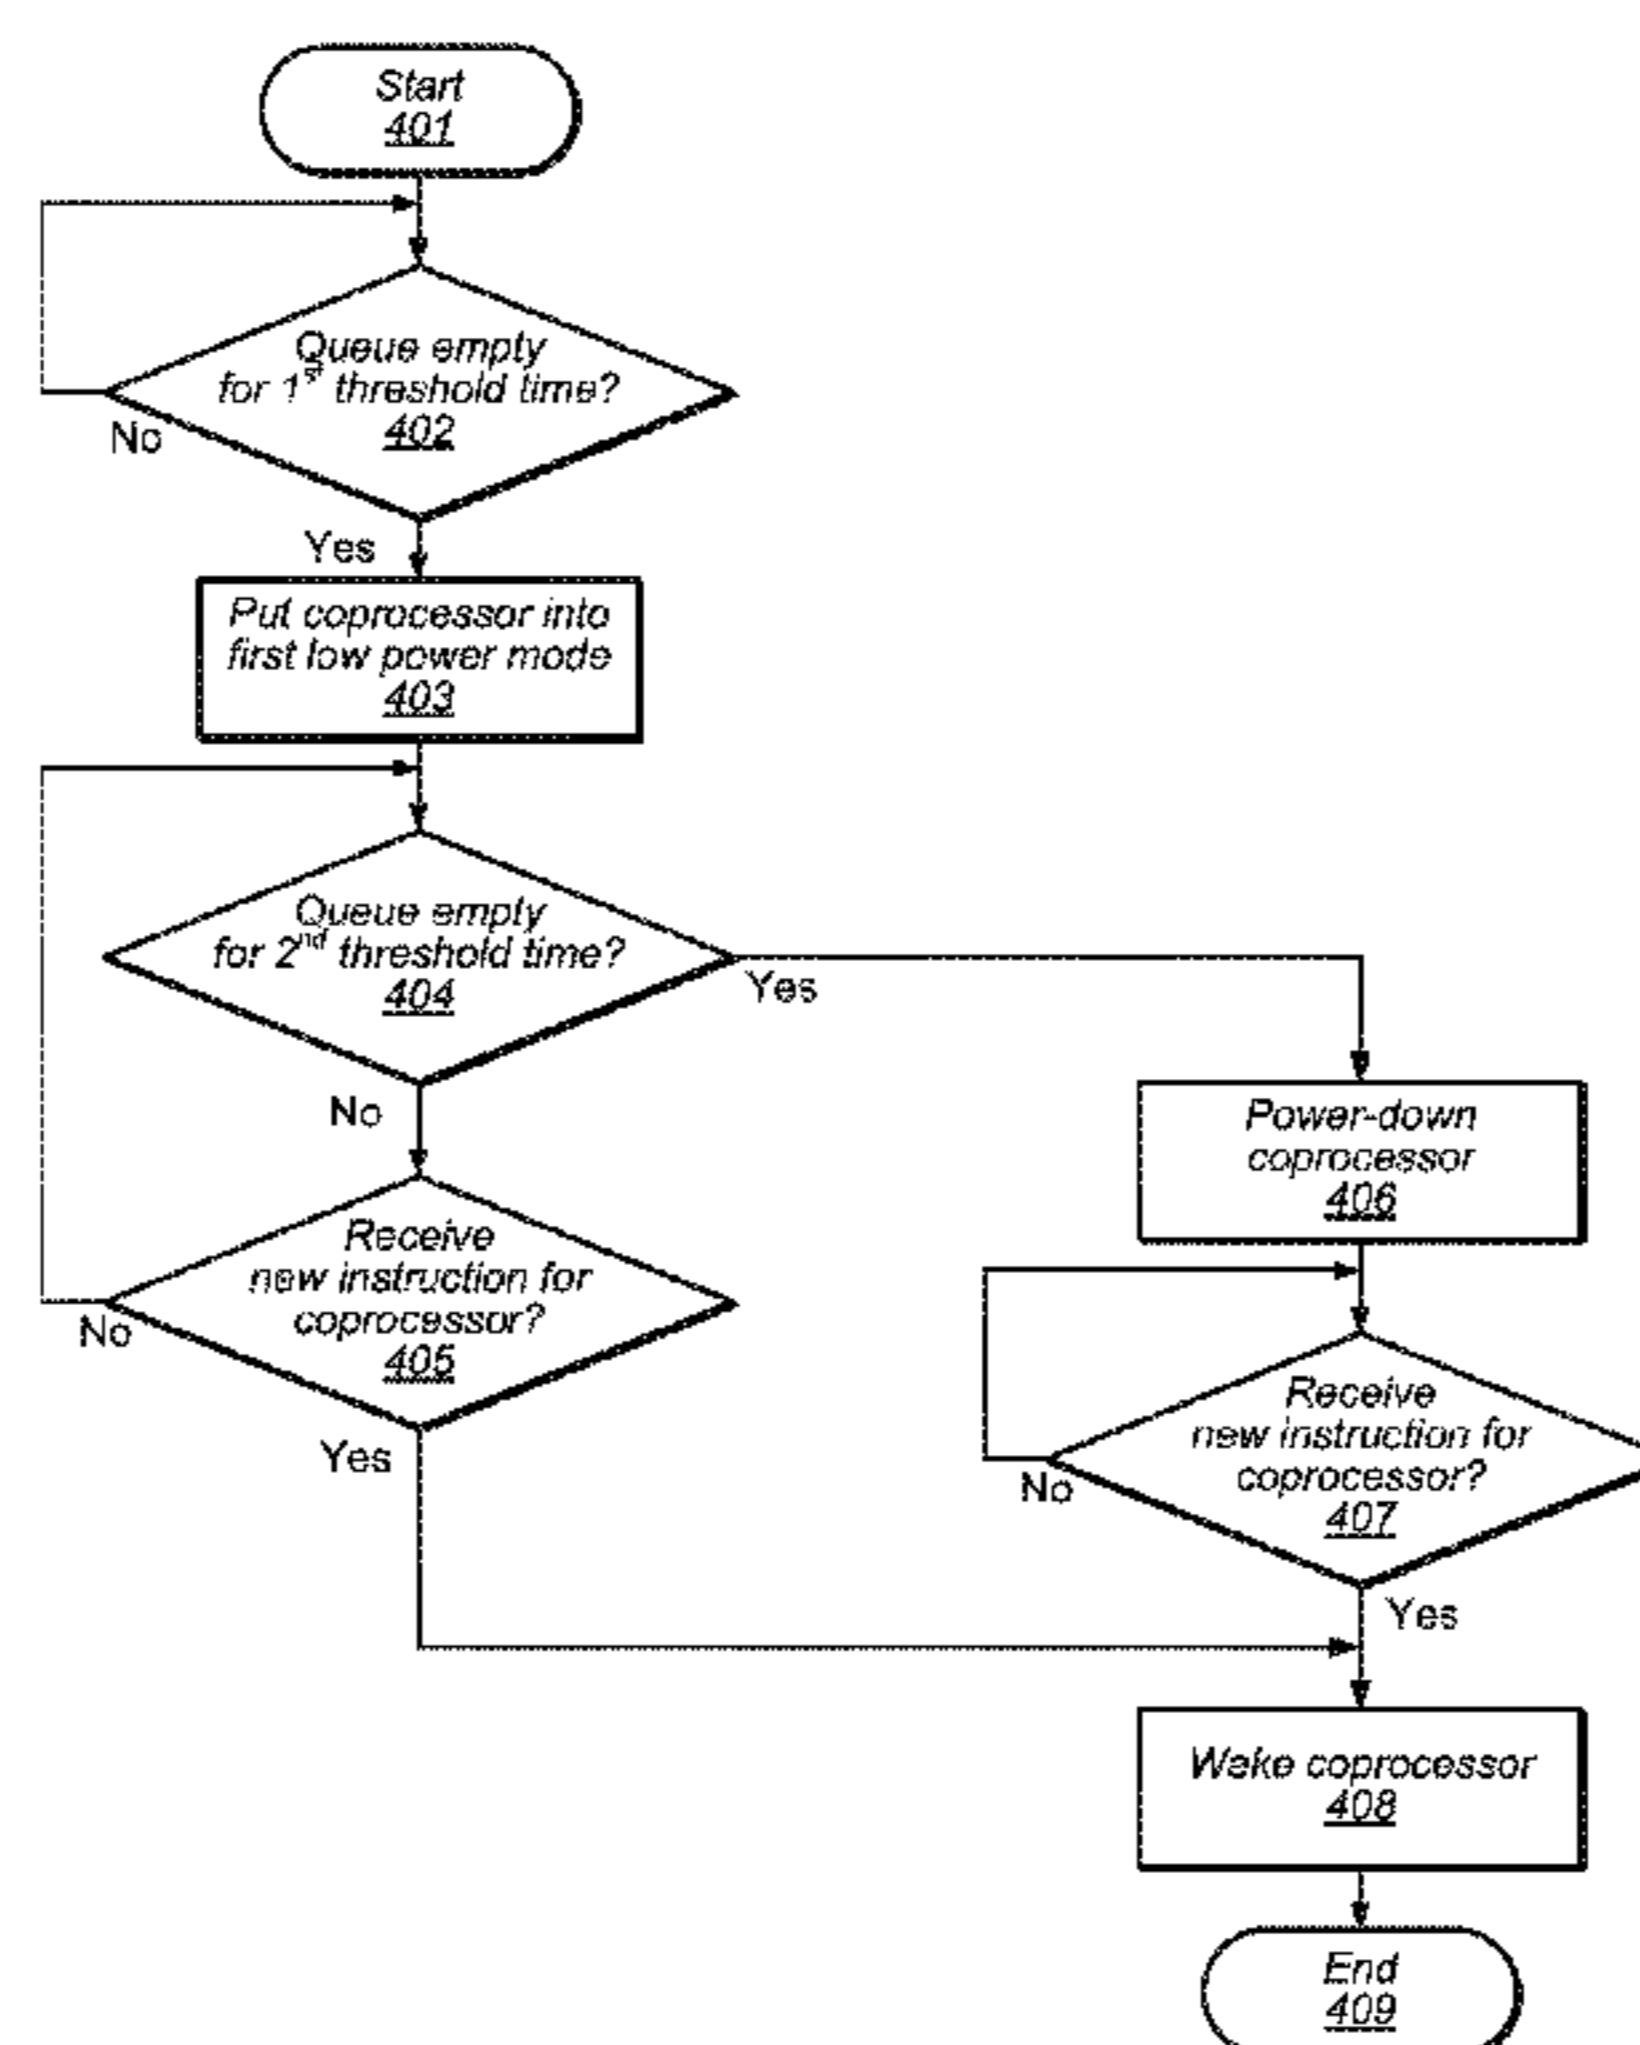 Start
401
Queue empty
for 1st threshold time?
402
No
Yes
Put coprocessor into
first low power mode
403
Queue empty
for 2nd threshold time?
404
Yes
No
Receive
new instruction for
coprocessor?
405
No
Yes
Power-down
coprocessor
406
Receive
new instruction for
coprocessor?
407
No
Yes
Wake coprocessor
408
End
409